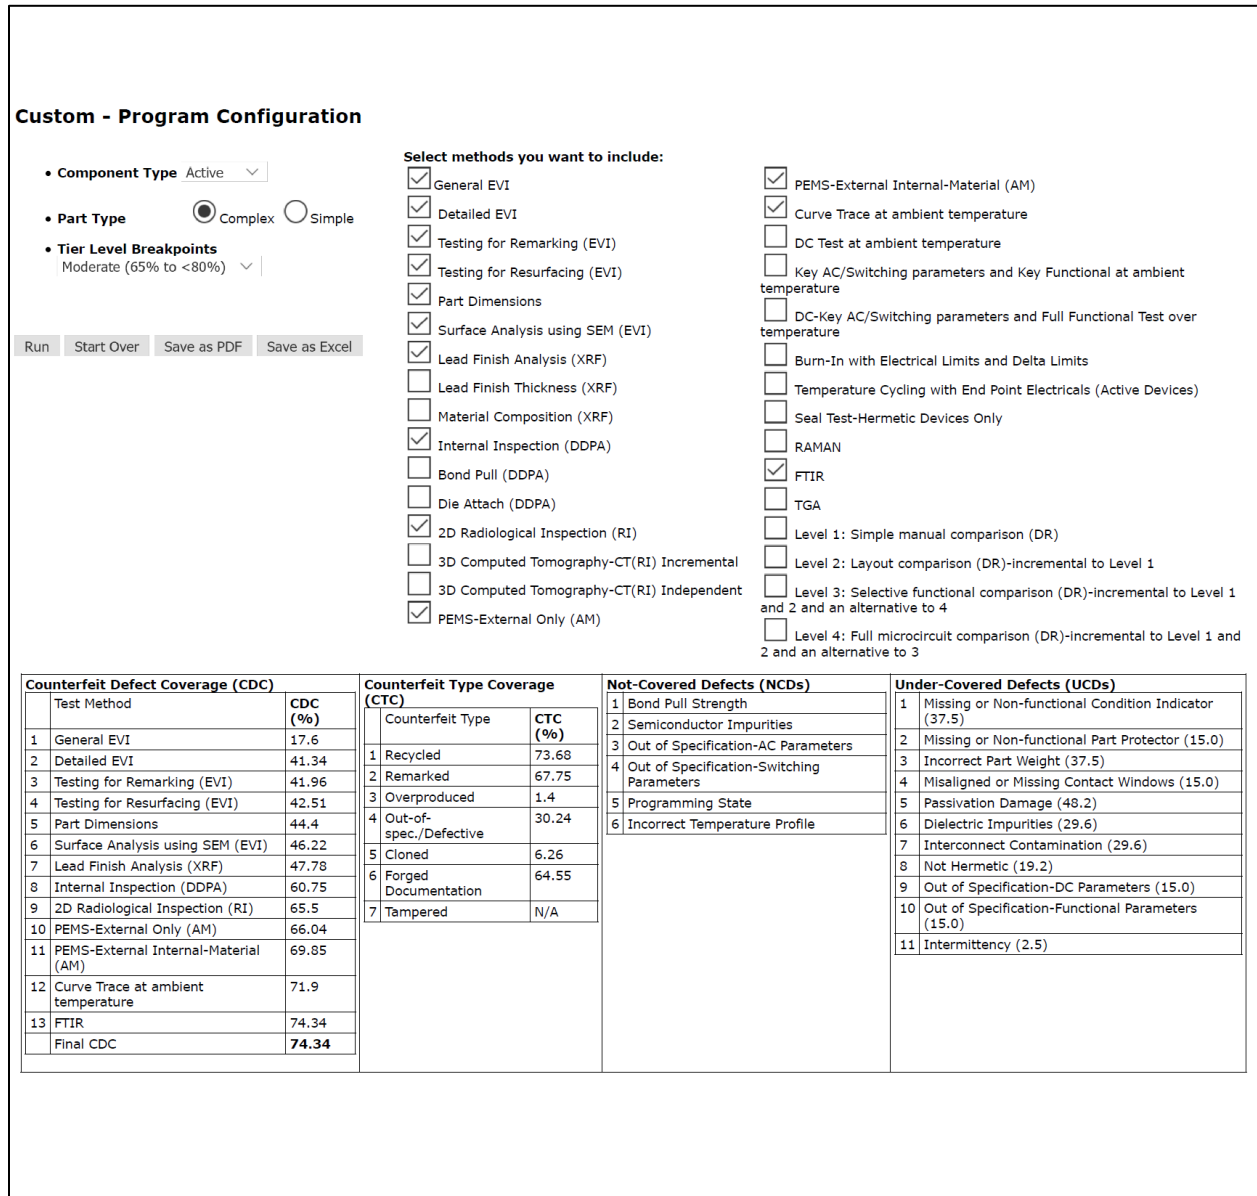 Custom - Program Configuration
• Component Type Active
• Part Type Complex Simple
• Tier Level Breakpoints
Moderate (65% to <80%)
Run Start Over Save as PDF Save as Excel
Select methods you want to include:
General EVI
Detailed EVI
Testing for Remarking (EVI)
Testing for Resurfacing (EVI)
Part Dimensions
Surface Analysis using SEM (EVI)
Lead Finish Analysis (XRF)
Lead Finish Thickness (XRF)
Material Composition (XRF)
Internal Inspection (DDPA)
Bond Pull (DDPA)
Die Attach (DDPA)
2D Radiological Inspection (RI)
3D Computed Tomography-CT(RI) Incremental
3D Computed Tomography-CT(RI) Independent
PEMS-External Only (AM)
PEMS-External Internal-Material (AM)
Curve Trace at ambient temperature
DC Test at ambient temperature
Key AC/Switching parameters and Key Functional at ambient
temperature
DC-Key AC/Switching parameters and Full Functional Test over
temperature
Burn-In with Electrical Limits and Delta Limits
Temperature Cycling with End Point Electricals (Active Devices)
Seal Test-Hermetic Devices Only
RAMAN
FTIR
TGA
Level 1: Simple manual comparison (DR)
Level 2: Layout comparison (DR)-incremental to Level 1
Level 3: Selective functional comparison (DR)-incremental to Level 1
and 2 and an alternative to 4
Level 4: Full microcircuit comparison (DR)-incremental to Level 1 and
2 and an alternative to 3
Counterfeit Defect Coverage (CDC)
Test Method CDC
(%)
1 General EVI 17.6
2 Detailed EVI 41.34
3 Testing for Remarking (EVI) 41.96
4 Testing for Resurfacing (EVI) 42.51
5 Part Dimensions 44.4
6 Surface Analysis using SEM (EVI) 46.22
7 Lead Finish Analysis (XRF) 47.78
8 Internal Inspection (DDPA) 60.75
9 2D Radiological Inspection (RI) 65.5
10 PEMS-External Only (AM) 66.04
11 PEMS-External Internal-Material 69.85
(AM)
12 Curve Trace at ambient 71.9
temperature
13 FTIR 74.34
Final CDC 74.34
Counterfeit Type Coverage
(CTC)
Counterfeit Type CTC
(%)
1 Recycled 73.68
2 Remarked 67.75
3 Overproduced 1.4
4 Out-of- 30.24
spec./Defective
5 Cloned 6.26
6 Forged 64.55
Documentation
7 Tampered N/A
Not-Covered Defects (NCDs)
1 Bond Pull Strength
2 Semiconductor Impurities
3 Out of Specification-AC Parameters
4 Out of Specification-Switching
Parameters
5 Programming State
6 Incorrect Temperature Profile
Under-Covered Defects (UCDs)
1 Missing or Non-functional Condition Indicator
(37.5)
2 Missing or Non-functional Part Protector (15.0)
3 Incorrect Part Weight (37.5)
4 Misaligned or Missing Contact Windows (15.0)
5 Passivation Damage (48.2)
6 Dielectric Impurities (29.6)
7 Interconnect Contamination (29.6)
8 Not Hermetic (19.2)
9 Out of Specification-DC Parameters (15.0)
10 Out of Specification-Functional Parameters
(15.0)
11 Intermittency (2.5)